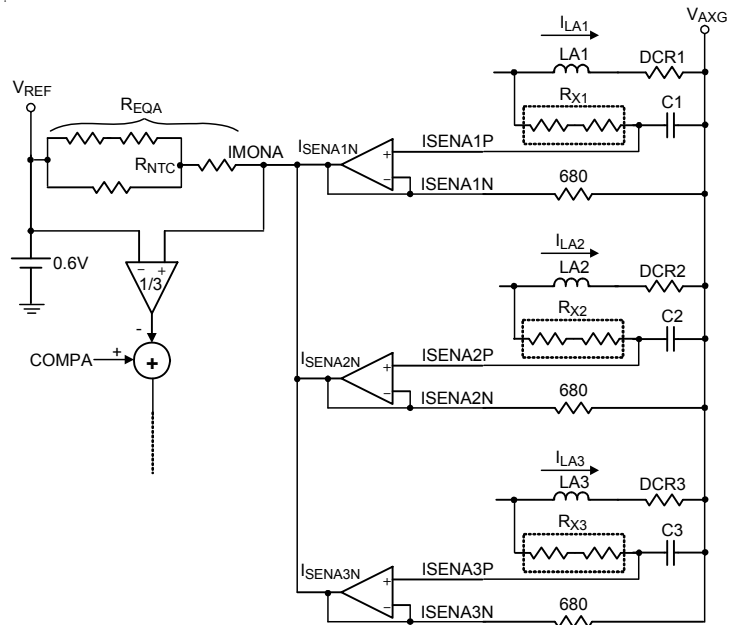 V_AXG
I_LA1
LA1
DCR1
R_X1
C1
V_REF
R_EQA
R_NTC
IMONA
I_SENA1N
+
−
ISENA1P
ISENA1N
680
0.6V
− +
1/3
-
COMPA
+
+
I_LA2
LA2
DCR2
R_X2
C2
I_SENA2N
+
−
ISENA2P
ISENA2N
680
I_LA3
LA3
DCR3
R_X3
C3
I_SENA3N
+
−
ISENA3P
ISENA3N
680